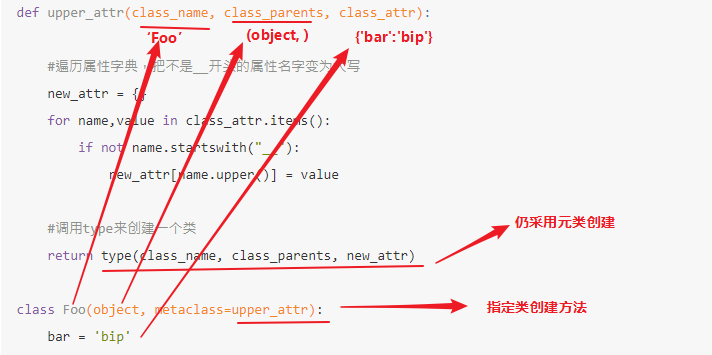 def upper_attr(class_name, class_parents, class_attr):
'Foo' (object, ) {'bar':'bip'}
#遍历属性字典，把不是__开头的属性名字变为大写
new_attr = {}
for name,value in class_attr.items():
if not name.startswith("__"):
new_attr[name.upper()] = value
#调用type来创建一个类
仍采用元类创建
return type(class_name, class_parents, new_attr)
class Foo(object, metaclass=upper_attr):
指定类创建方法
bar = 'bip'